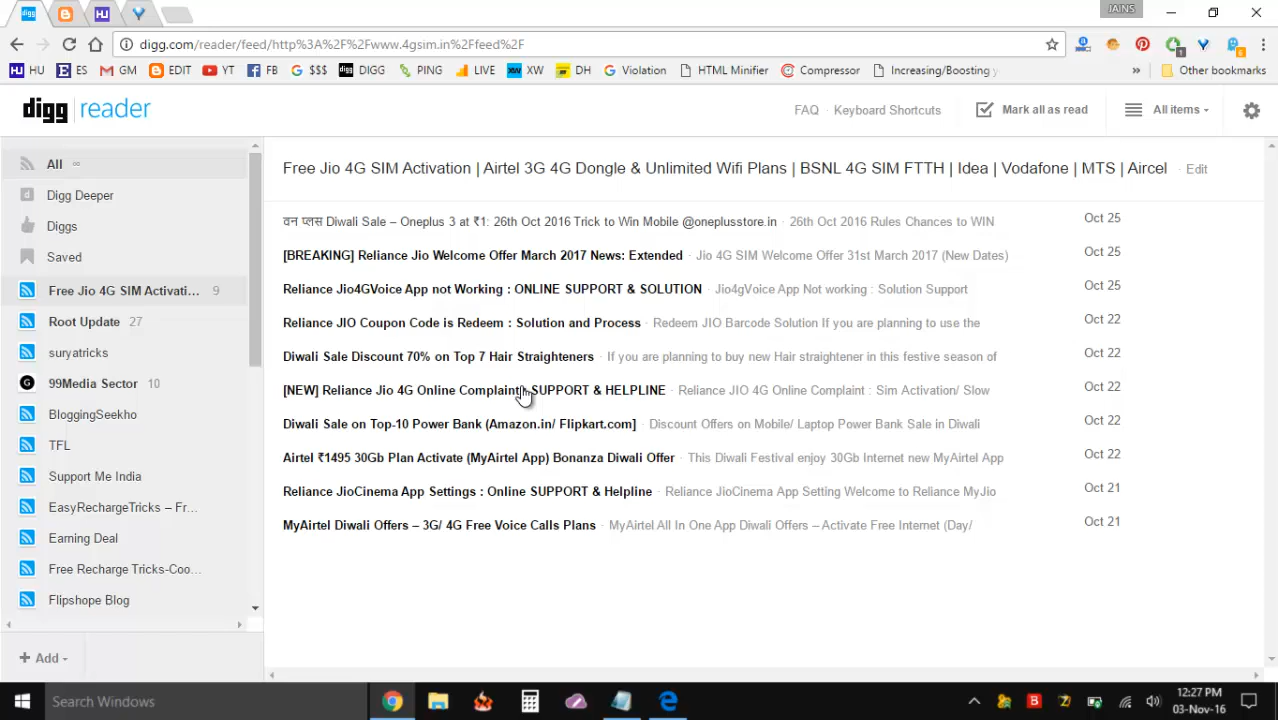 JAINS
digg.com/reader/feed/http%3A%2F%2Fwww.4gsim.in%2Ffeed%2F
HU ES GM EDIT YT FB $$$ DIGG PING LIVE XW DH Violation HTML Minifier Compressor Increasing/Boosting y » Other bookmarks
digg reader FAQ · Keyboard Shortcuts Mark all as read All items
All ∞
Digg Deeper
Diggs
Saved
Free Jio 4G SIM Activati... 9
Root Update 27
suryatricks
99Media Sector 10
BloggingSeekho
TFL
Support Me India
EasyRechargeTricks – Fr...
Earning Deal
Free Recharge Tricks-Coo...
Flipshope Blog
+ Add
Free Jio 4G SIM Activation | Airtel 3G 4G Dongle & Unlimited Wifi Plans | BSNL 4G SIM FTTH | Idea | Vodafone | MTS | Aircel · Edit
वन प्लस Diwali Sale – Oneplus 3 at ₹1: 26th Oct 2016 Trick to Win Mobile @oneplusstore.in · 26th Oct 2016 Rules Chances to WIN Oct 25
[BREAKING] Reliance Jio Welcome Offer March 2017 News: Extended · Jio 4G SIM Welcome Offer 31st March 2017 (New Dates) Oct 25
Reliance Jio4GVoice App not Working : ONLINE SUPPORT & SOLUTION · Jio4gVoice App Not working : Solution Support Oct 25
Reliance JIO Coupon Code is Redeem : Solution and Process · Redeem JIO Barcode Solution If you are planning to use the Oct 22
Diwali Sale Discount 70% on Top 7 Hair Straighteners · If you are planning to buy new Hair straightener in this festive season of Oct 22
[NEW] Reliance Jio 4G Online Complaint SUPPORT & HELPLINE · Reliance JIO 4G Online Complaint : Sim Activation/ Slow Oct 22
Diwali Sale on Top-10 Power Bank (Amazon.in/ Flipkart.com] · Discount Offers on Mobile/ Laptop Power Bank Sale in Diwali Oct 22
Airtel ₹1495 30Gb Plan Activate (MyAirtel App) Bonanza Diwali Offer · This Diwali Festival enjoy 30Gb Internet new MyAirtel App Oct 22
Reliance JioCinema App Settings : Online SUPPORT & Helpline · Reliance JioCinema App Setting Welcome to Reliance MyJio Oct 21
MyAirtel Diwali Offers – 3G/ 4G Free Voice Calls Plans · MyAirtel All In One App Diwali Offers – Activate Free Internet (Day/ Oct 21
Search Windows
12:27 PM
03-Nov-16